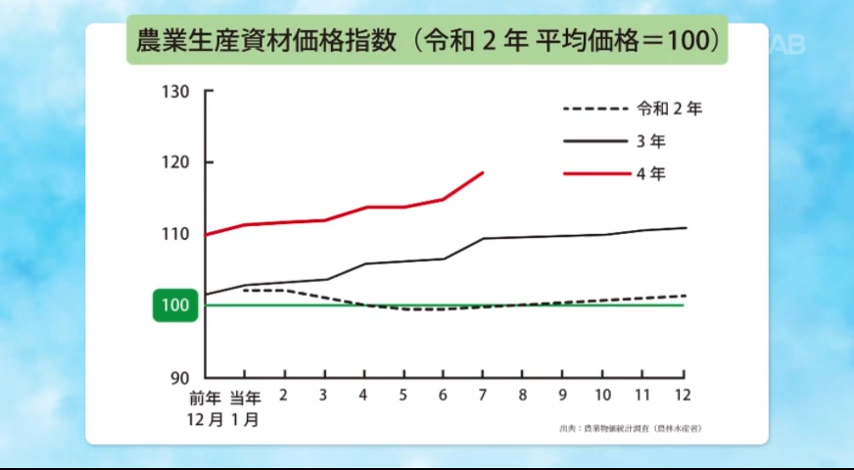 農業生産資材価格指数（令和2年 平均価格＝100）
130
120
110
100
90
令和2年
3年
4年
前年 当年 2 3 4 5 6 7 8 9 10 11 12
12月 1月
出典：農業物価統計調査（農林水産省）